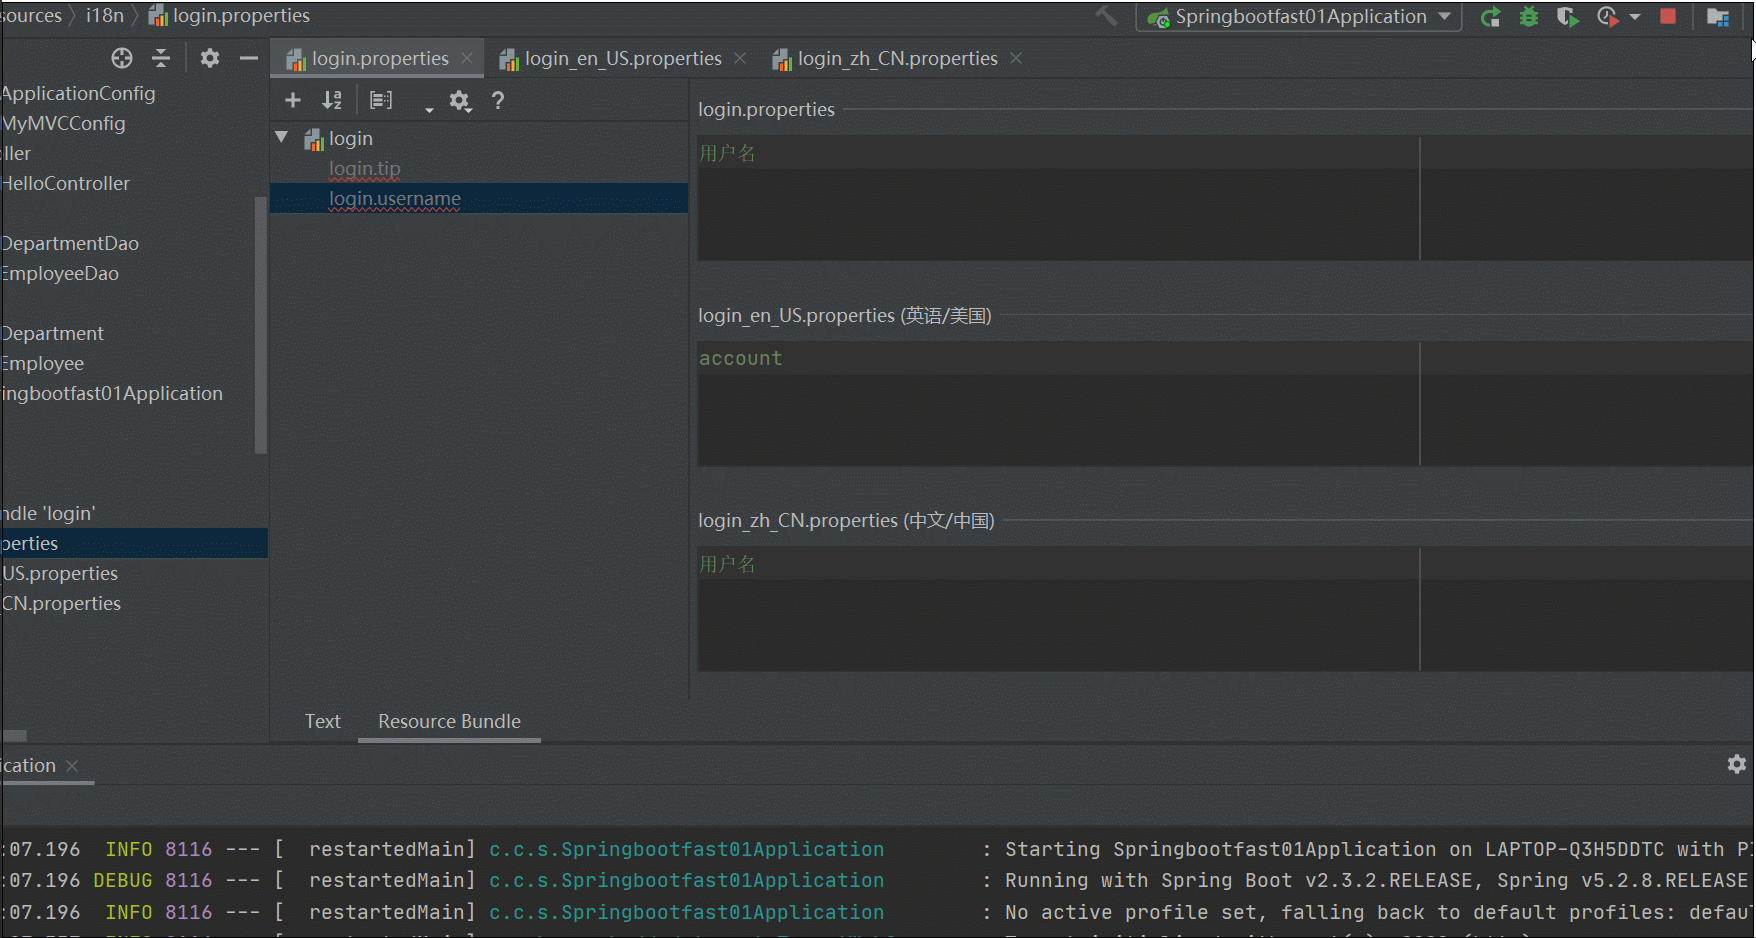 sources i18n login.properties Springbootfast01Application
login.properties login_en_US.properties login_zh_CN.properties
ApplicationConfig
MyMVCConfig
ller
HelloController
DepartmentDao
EmployeeDao
Department
Employee
ingbootfast01Application
ndle 'login'
perties
US.properties
CN.properties
login
login.tip
login.username
login.properties
用户名
login_en_US.properties (英语/美国)
account
login_zh_CN.properties (中文/中国)
用户名
Text Resource Bundle
ication
:07.196 INFO 8116 --- [ restartedMain] c.c.s.Springbootfast01Application : Starting Springbootfast01Application on LAPTOP-Q3H5DDTC with P
:07.196 DEBUG 8116 --- [ restartedMain] c.c.s.Springbootfast01Application : Running with Spring Boot v2.3.2.RELEASE, Spring v5.2.8.RELEASE
:07.196 INFO 8116 --- [ restartedMain] c.c.s.Springbootfast01Application : No active profile set, falling back to default profiles: defau